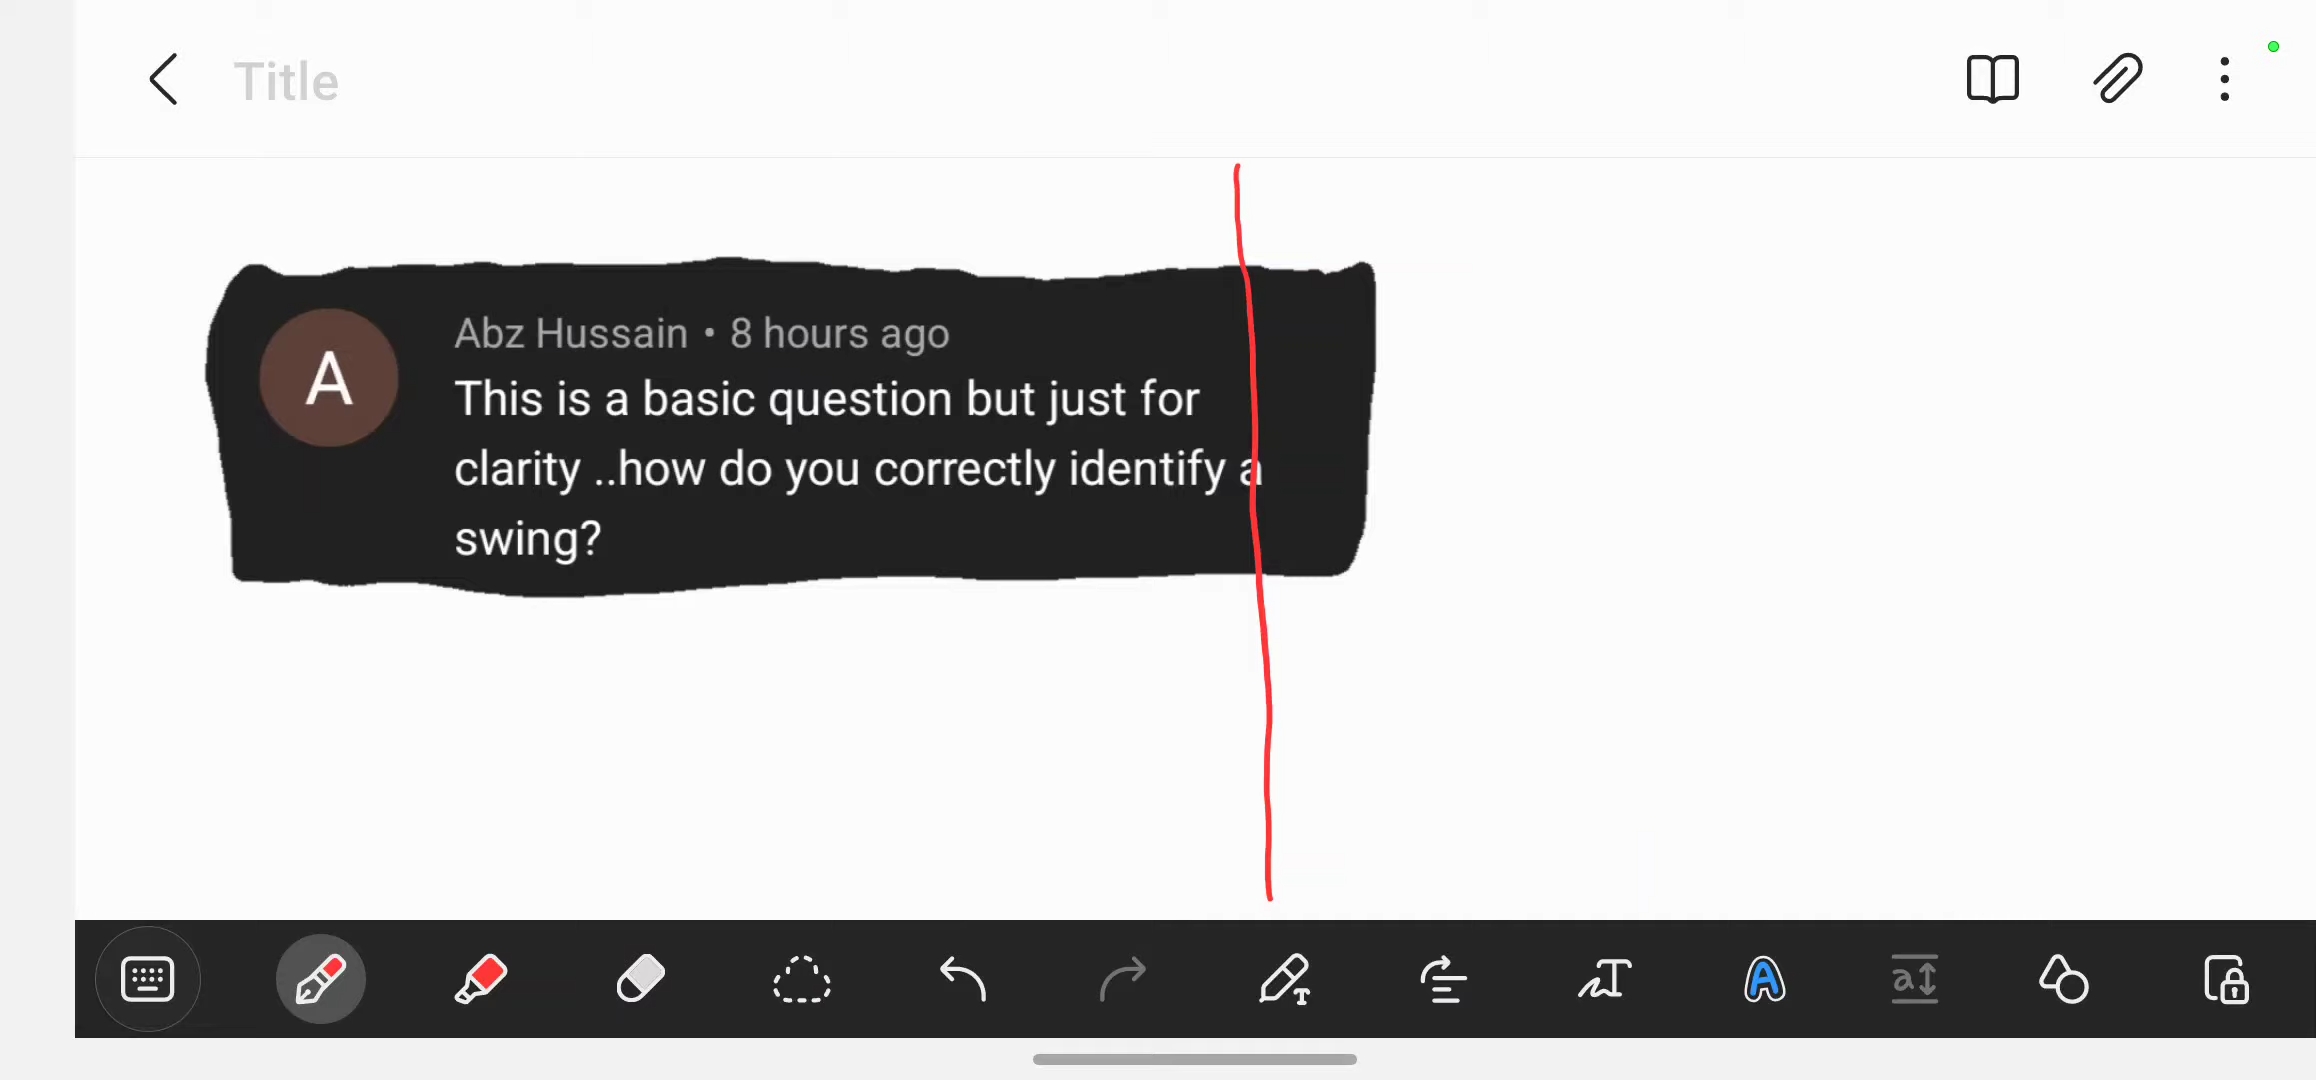 Title
A
Abz Hussain • 8 hours ago
This is a basic question but just for
clarity ..how do you correctly identify a
swing?
T
T
A
a